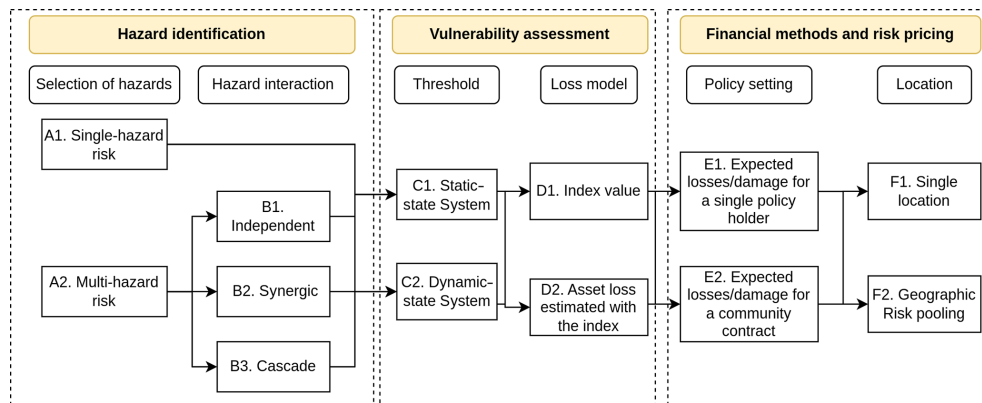 Hazard identification
Vulnerability assessment
Financial methods and risk pricing
Selection of hazards
Hazard interaction
Threshold
Loss model
Policy setting
Location
A1. Single-hazard
risk
A2. Multi-hazard
risk
B1.
Independent
B2. Synergic
B3. Cascade
C1. Static-
state System
C2. Dynamic-
state System
D1. Index value
D2. Asset loss
estimated with
the index
E1. Expected
losses/damage for
a single policy
holder
E2. Expected
losses/damage for
a community
contract
F1. Single
location
F2. Geographic
Risk pooling